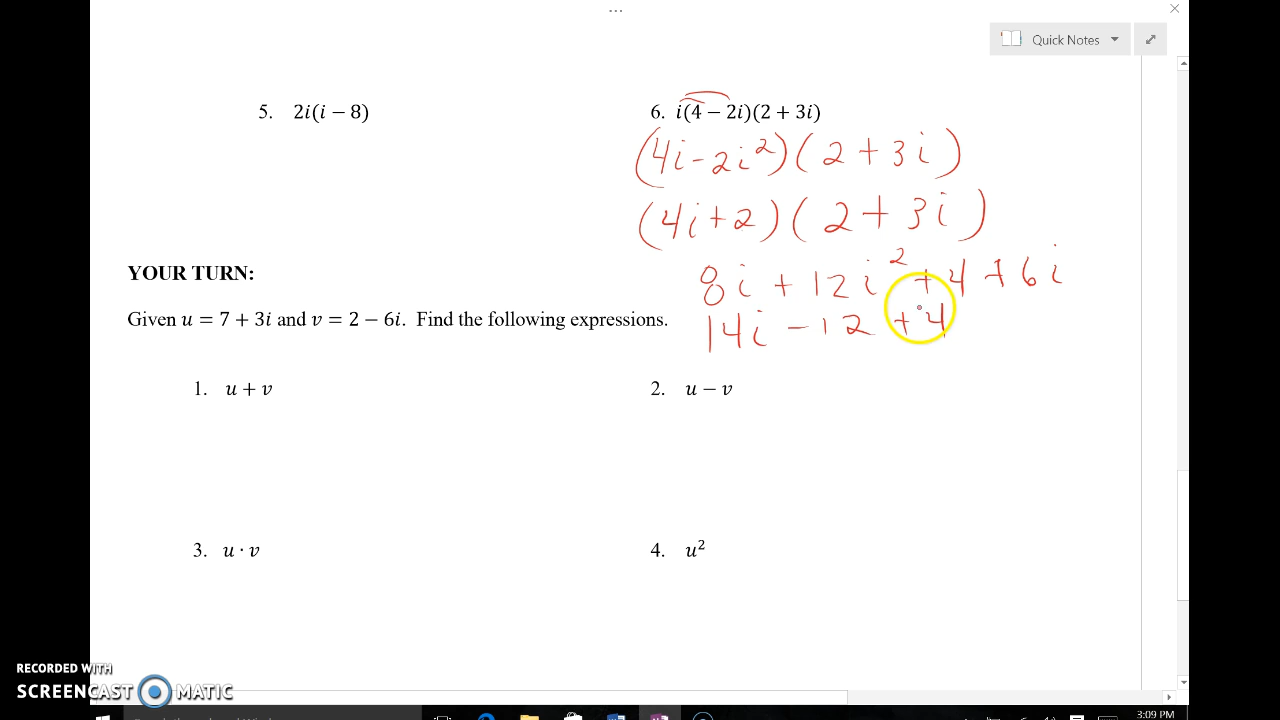 ...
Quick Notes
5. 2i(i − 8)
6. i(4 − 2i)(2 + 3i)
(4i - 2i²)(2 + 3i)
(4i + 2)(2 + 3i)
8i + 12i² + 4 + 6i
14i - 12 + 4
YOUR TURN:
Given u = 7 + 3i and v = 2 − 6i. Find the following expressions.
1. u + v
2. u − v
3. u · v
4. u²
RECORDED WITH
SCREENCAST MATIC
3:09 PM